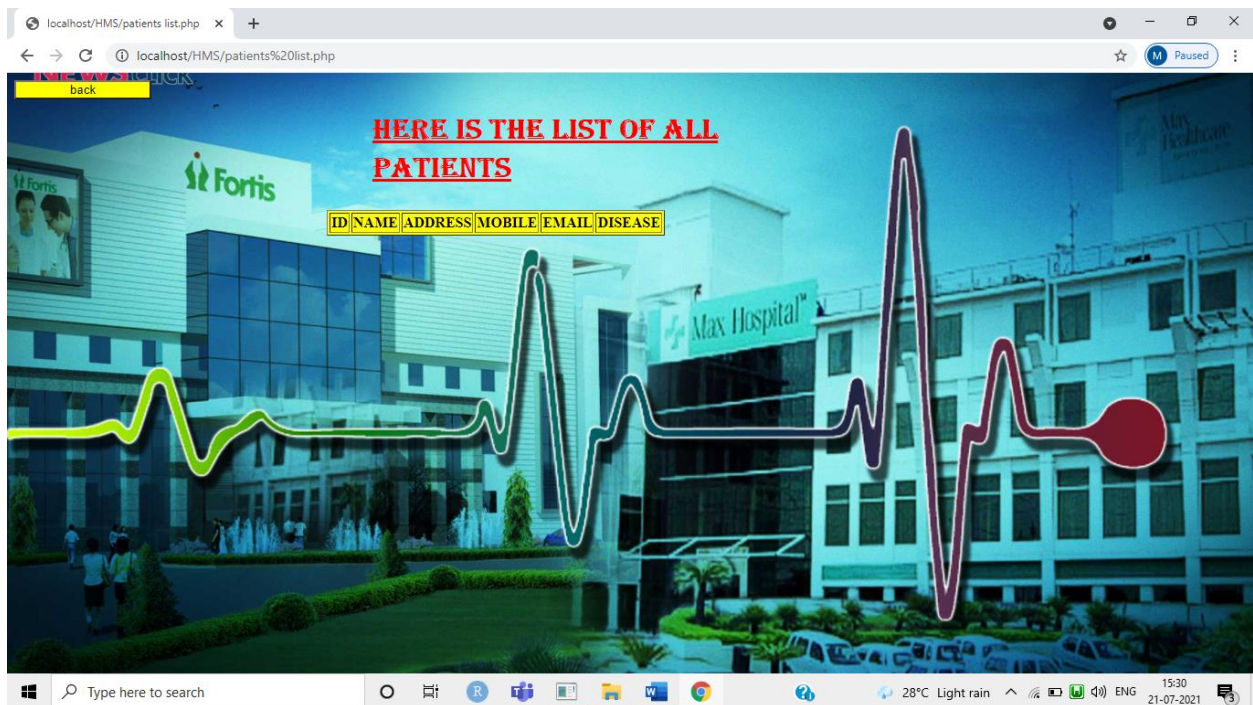 localhost/HMS/patients list.php
localhost/HMS/patients%20list.php
M Paused
NEWSCLICK
back
HERE IS THE LIST OF ALL
PATIENTS
Fortis
Fortis
Max
Healthcare
ID NAME ADDRESS MOBILE EMAIL DISEASE
Max Hospital
Type here to search
R
28°C Light rain
ENG
15:30
21-07-2021
3